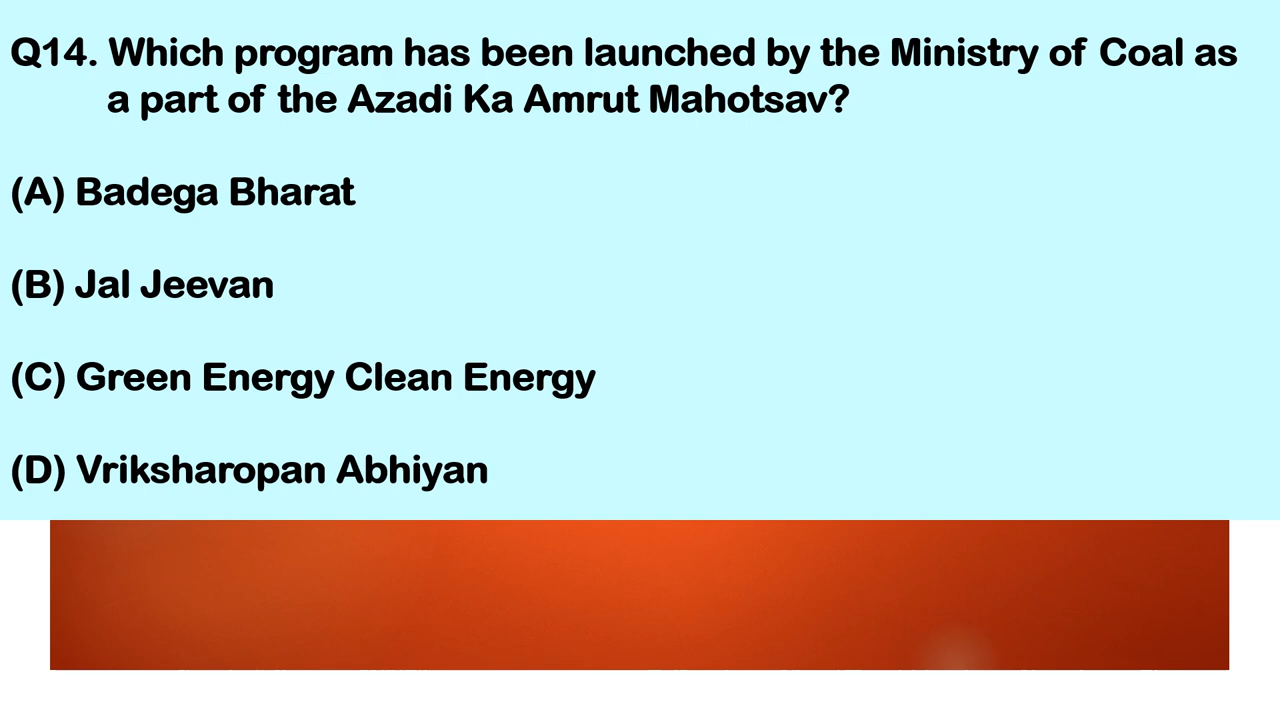 Q14. Which program has been launched by the Ministry of Coal as
a part of the Azadi Ka Amrut Mahotsav?
(A) Badega Bharat
(B) Jal Jeevan
(C) Green Energy Clean Energy
(D) Vriksharopan Abhiyan